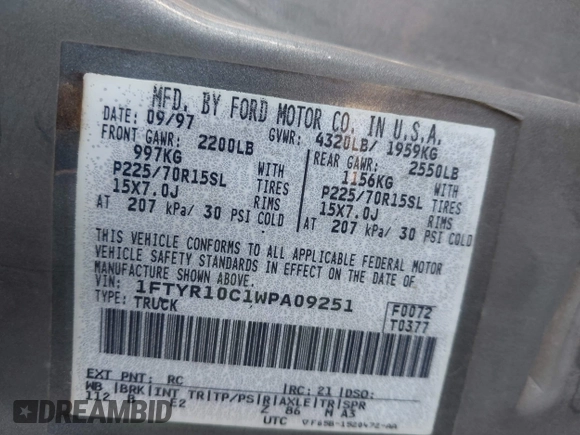 MFD. BY FORD MOTOR CO. IN U.S.A.
DATE: 09/97 GVWR: 4320LB/ 1959KG
FRONT GAWR: 2200LB REAR GAWR: 2550LB
997KG WITH 1156KG WITH
P225/70R15SL TIRES P225/70R15SL TIRES
15X7.0J RIMS 15X7.0J RIMS
AT 207 kPa/ 30 PSI COLD AT 207 kPa/ 30 PSI COLD
THIS VEHICLE CONFORMS TO ALL APPLICABLE FEDERAL MOTOR
VEHICLE SAFETY STANDARDS IN EFFECT ON THE DATE OF
MANUFACTURE SHOWN ABOVE.
VIN: 1FTYR10C1WPA09251 F0072
TYPE: TRUCK T0377
EXT PNT: RC RC: 21 DSO:
WB BRK INT TR TP/PS R AXLE TR SPR
112 B E2 Z 86 M A3
UTC
DREAMBID